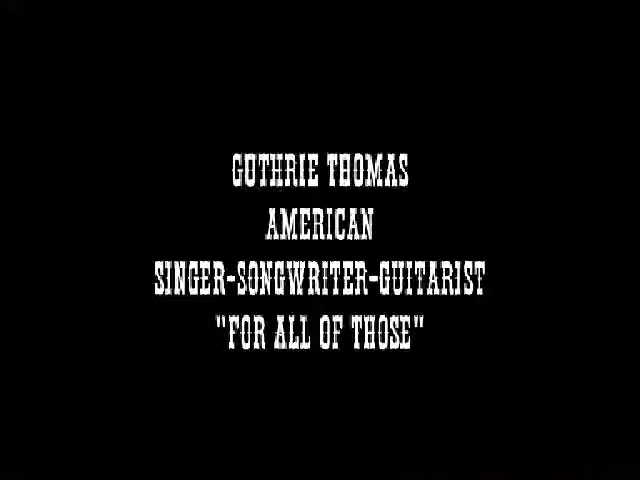 GUTHRIE THOMAS
AMERICAN
SINGER-SONGWRITER-GUITARIST
"FOR ALL OF THOSE"